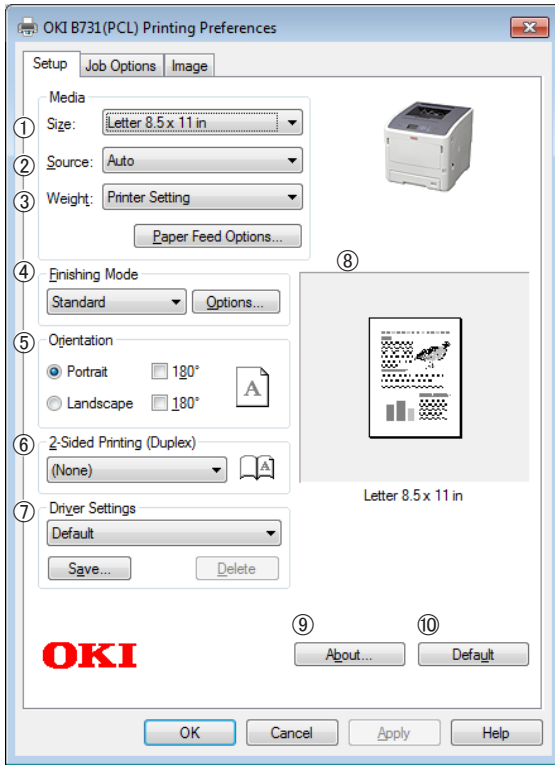 OKI B731(PCL) Printing Preferences
Setup Job Options Image
Media
① Size: Letter 8.5 x 11 in
② Source: Auto
③ Weight: Printer Setting
Paper Feed Options...
④ Finishing Mode
Standard Options...
⑤ Orientation
Portrait 180°
Landscape 180°
A
⑥ 2-Sided Printing (Duplex)
(None)
A
⑦ Driver Settings
Default
Save... Delete
⑧
Letter 8.5 x 11 in
OKI
⑨ ⑩
About... Default
OK Cancel Apply Help